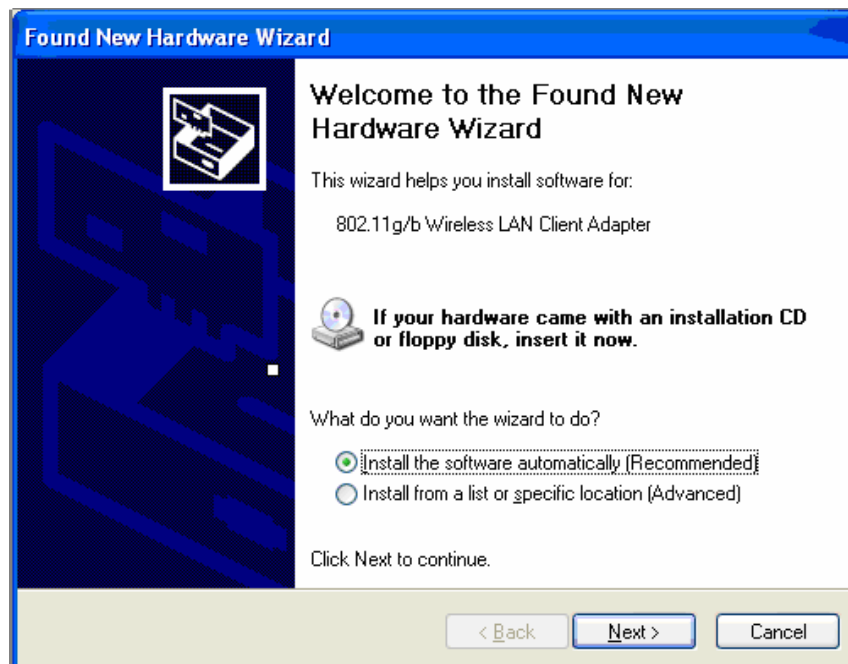 Found New Hardware Wizard
Welcome to the Found New
Hardware Wizard
This wizard helps you install software for:
802.11g/b Wireless LAN Client Adapter
If your hardware came with an installation CD
or floppy disk, insert it now.
What do you want the wizard to do?
Install the software automatically (Recommended)
Install from a list or specific location (Advanced)
Click Next to continue.
< Back Next > Cancel